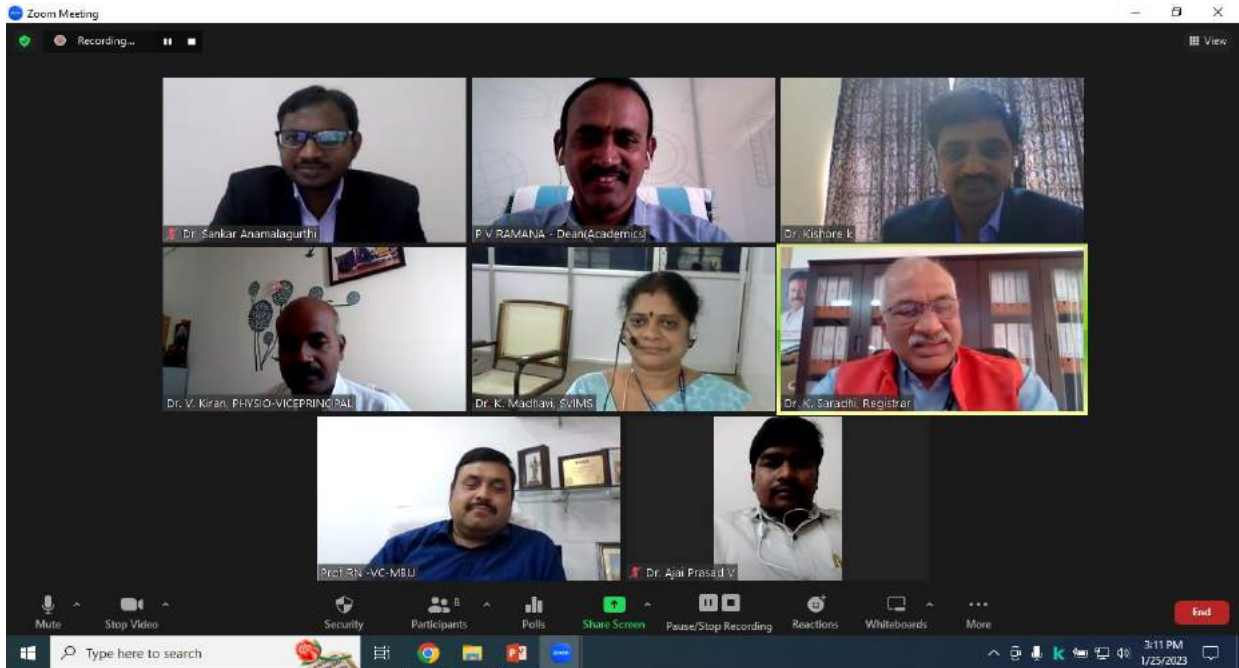 Zoom Meeting
Recording...
View
Dr. Sankar Anamalagurthi
P V RAMANA - Dean(Academics)
Dr. Kishore k
Dr. V. Kiran, PHYSIO-VICEPRINCIPAL
Dr. K. Madhavi, SVIMS
Dr. K. Saradhi, Registrar
Prof.RN -VC-MBU
Dr. Ajai Prasad V
Mute
Stop Video
Security
Participants
8
Polls
Share Screen
Pause/Stop Recording
Reactions
Whiteboards
More
End
Type here to search
3:11 PM
1/25/2023